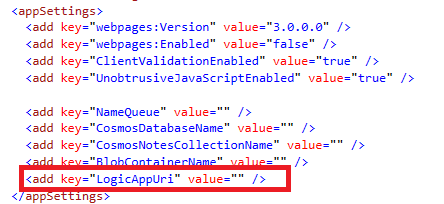 <appSettings>
<add key="webpages:Version" value="3.0.0.0" />
<add key="webpages:Enabled" value="false" />
<add key="ClientValidationEnabled" value="true" />
<add key="UnobtrusiveJavaScriptEnabled" value="true" />
<add key="NameQueue" value="" />
<add key="CosmosDatabaseName" value="" />
<add key="CosmosNotesCollectionName" value="" />
<add key="BlobContainerName" value="" />
<add key="LogicAppUri" value="" />
</appSettings>